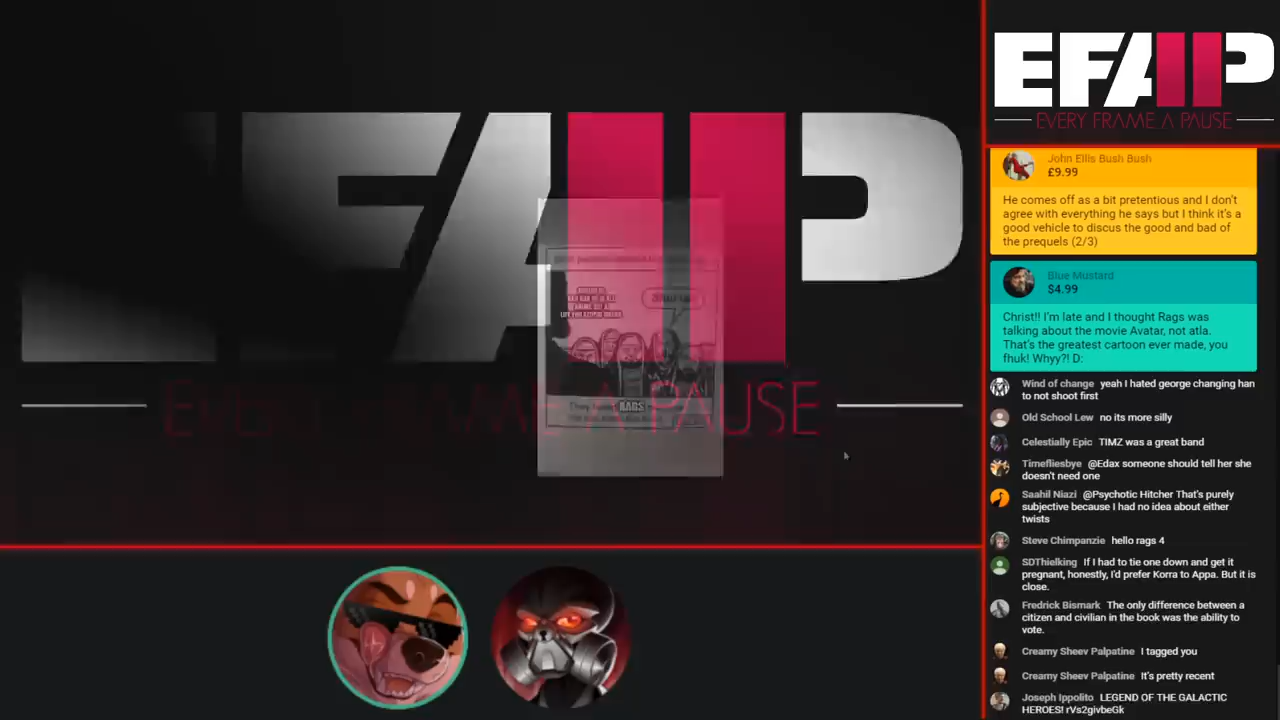 EFAP
EVERY FRAME A PAUSE
EFAP
EVERY FRAME A PAUSE
RAGS
John Ellis Bush Bush
£9.99
He comes off as a bit pretentious and I don't
agree with everything he says but I think it's a
good vehicle to discus the good and bad of
the prequels (2/3)
Blue Mustard
$4.99
Christ!! I'm late and I thought Rags was
talking about the movie Avatar, not atla.
That's the greatest cartoon ever made, you
fhuk! Whyy?! D:
Wind of change yeah I hated george changing han
to not shoot first
Old School Lew no its more silly
Celestially Epic TIMZ was a great band
Timefliesbye @Edax someone should tell her she
doesn't need one
Saahil Niazi @Psychotic Hitcher That's purely
subjective because I had no idea about either
twists
Steve Chimpanzie hello rags 4
SDThielking If I had to tie one down and get it
pregnant, honestly, I'd prefer Korra to Appa. But it is
close.
Fredrick Bismark The only difference between a
citizen and civilian in the book was the ability to
vote.
Creamy Sheev Palpatine I tagged you
Creamy Sheev Palpatine It's pretty recent
Joseph Ippolito LEGEND OF THE GALACTIC
HEROES! rVs2givbeGk